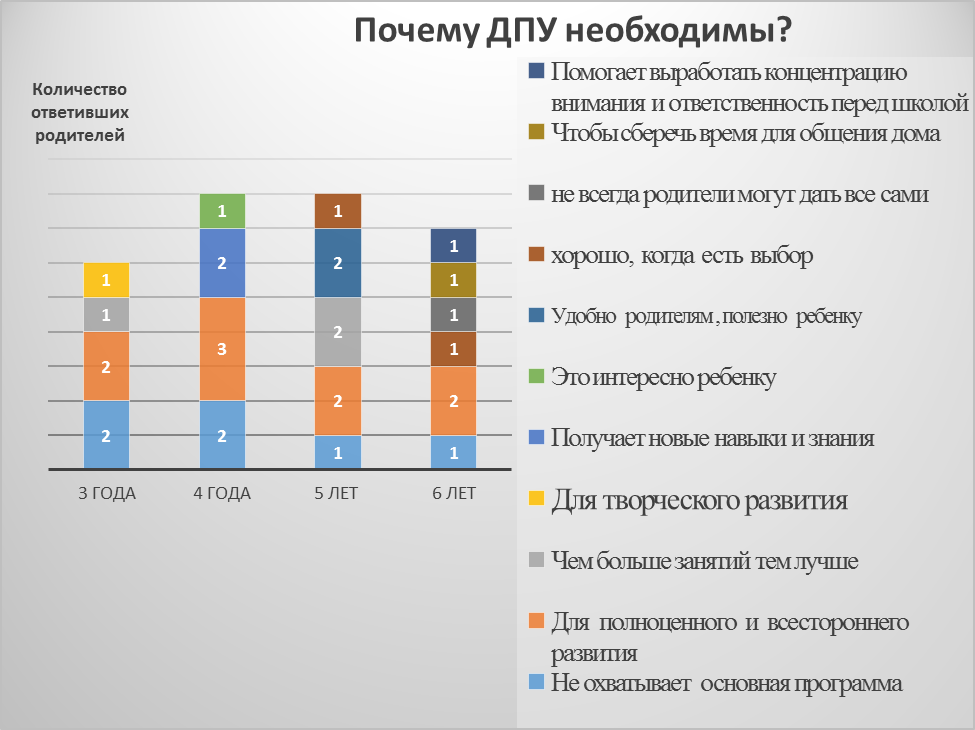 Почему ДПУ необходимы?
Количество
ответивших
родителей
1
1
2
2
1
2
3
2
1
2
2
2
1
1
1
1
1
2
1
3 ГОДА
4 ГОДА
5 ЛЕТ
6 ЛЕТ
Помогает выработать концентрацию
внимания и ответственность перед школой
Чтобы сберечь время для общения дома
не всегда родители могут дать все сами
хорошо, когда есть выбор
Удобно родителям, полезно ребенку
Это интересно ребенку
Получает новые навыки и знания
Для творческого развития
Чем больше занятий тем лучше
Для полноценного и всестороннего
развития
Не охватывает основная программа